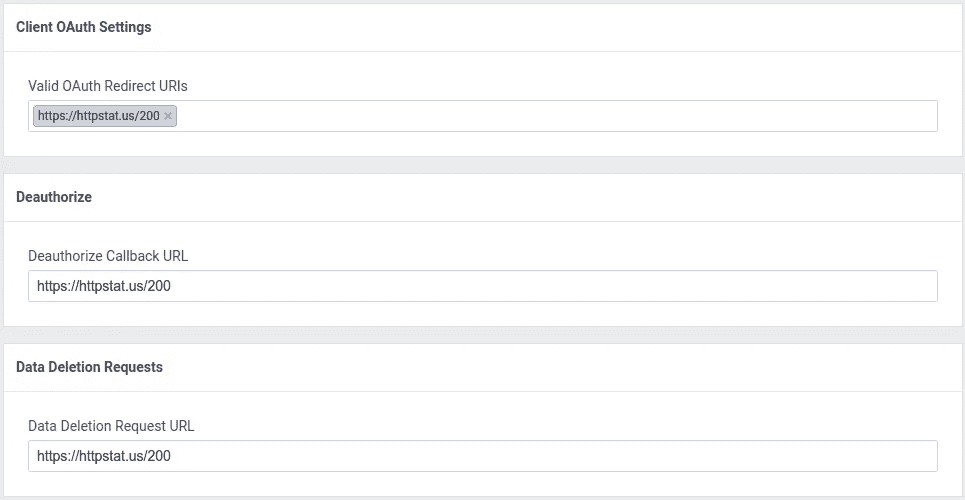 Client OAuth Settings
Valid OAuth Redirect URIs
https://httpstat.us/200 ×
Deauthorize
Deauthorize Callback URL
https://httpstat.us/200
Data Deletion Requests
Data Deletion Request URL
https://httpstat.us/200